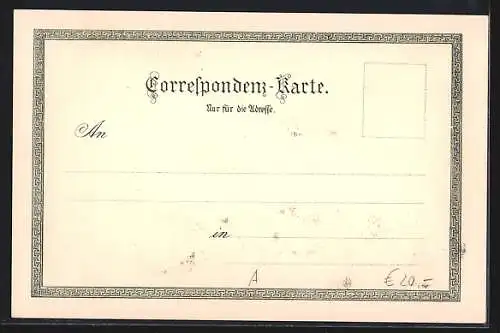 Correſpondenz-Karte.
Nur für die Adreſſe.
An
in
A € 20,=